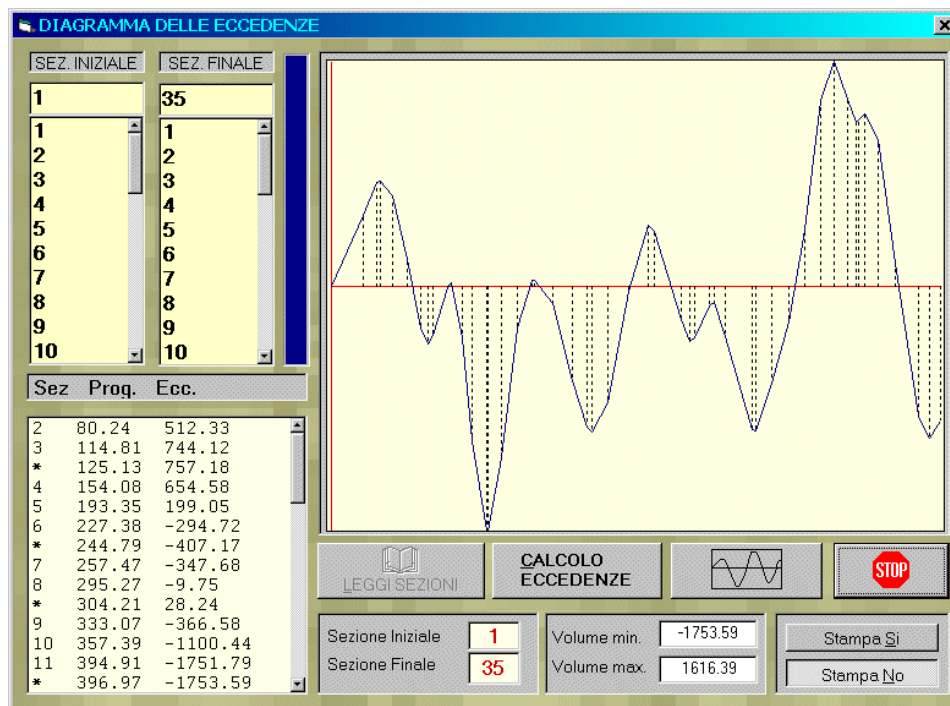 DIAGRAMMA DELLE ECCEDENZE
SEZ. INIZIALE SEZ. FINALE
1 35
1 1
2 2
3 3
4 4
5 5
6 6
7 7
8 8
9 9
10 10
Sez Prog. Ecc.
2 80.24 512.33
3 114.81 744.12
* 125.13 757.18
4 154.08 654.58
5 193.35 199.05
6 227.38 -294.72
* 244.79 -407.17
7 257.47 -347.68
8 295.27 -9.75
* 304.21 28.24
9 333.07 -366.58
10 357.39 -1100.44
11 394.91 -1751.79
* 396.97 -1753.59
LEGGI SEZIONI
CALCOLO
ECCEDENZE
STOP
Sezione Iniziale 1
Sezione Finale 35
Volume min. -1753.59
Volume max. 1616.39
Stampa Si
Stampa No